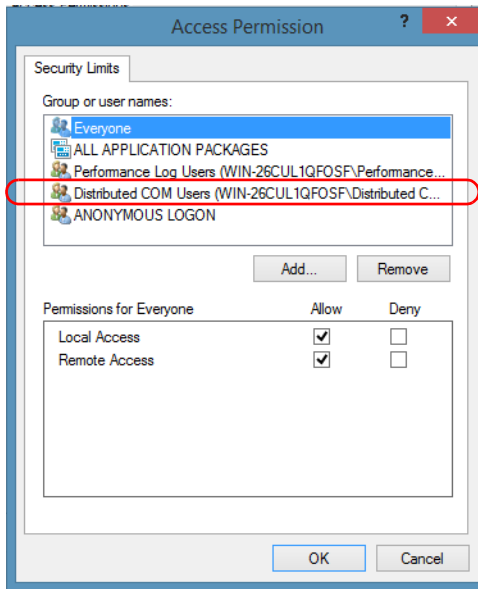 Access Permission ?
Security Limits
Group or user names:
Everyone
ALL APPLICATION PACKAGES
Performance Log Users (WIN-26CUL1QFOSF\Performance...
Distributed COM Users (WIN-26CUL1QFOSF\Distributed C...
ANONYMOUS LOGON
Add... Remove
Permissions for Everyone Allow Deny
Local Access
Remote Access
OK Cancel